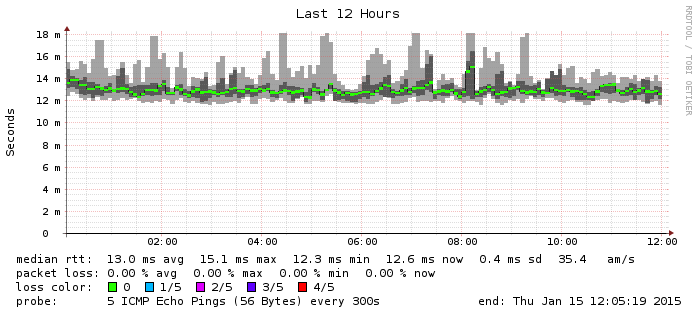 Last 12 Hours
RRDTOOL / TOBI OETIKER
Seconds
18 m
16 m
14 m
12 m
10 m
8 m
6 m
4 m
2 m
0
02:00 04:00 06:00 08:00 10:00 12:00
median rtt: 13.0 ms avg 15.1 ms max 12.3 ms min 12.6 ms now 0.4 ms sd 35.4 am/s
packet loss: 0.00 % avg 0.00 % max 0.00 % min 0.00 % now
loss color: 0 1/5 2/5 3/5 4/5
probe: 5 ICMP Echo Pings (56 Bytes) every 300s end: Thu Jan 15 12:05:19 2015